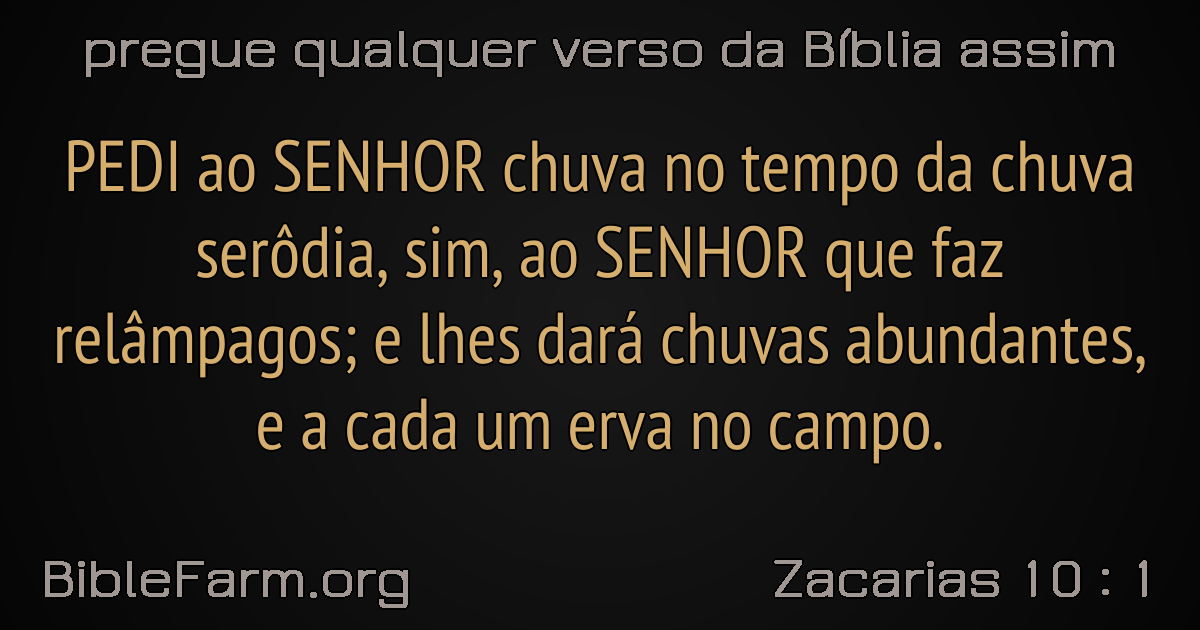 pregue qualquer verso da Bíblia assim
PEDI ao SENHOR chuva no tempo da chuva
serôdia, sim, ao SENHOR que faz
relâmpagos; e lhes dará chuvas abundantes,
e a cada um erva no campo.
BibleFarm.org
Zacarias 10 : 1